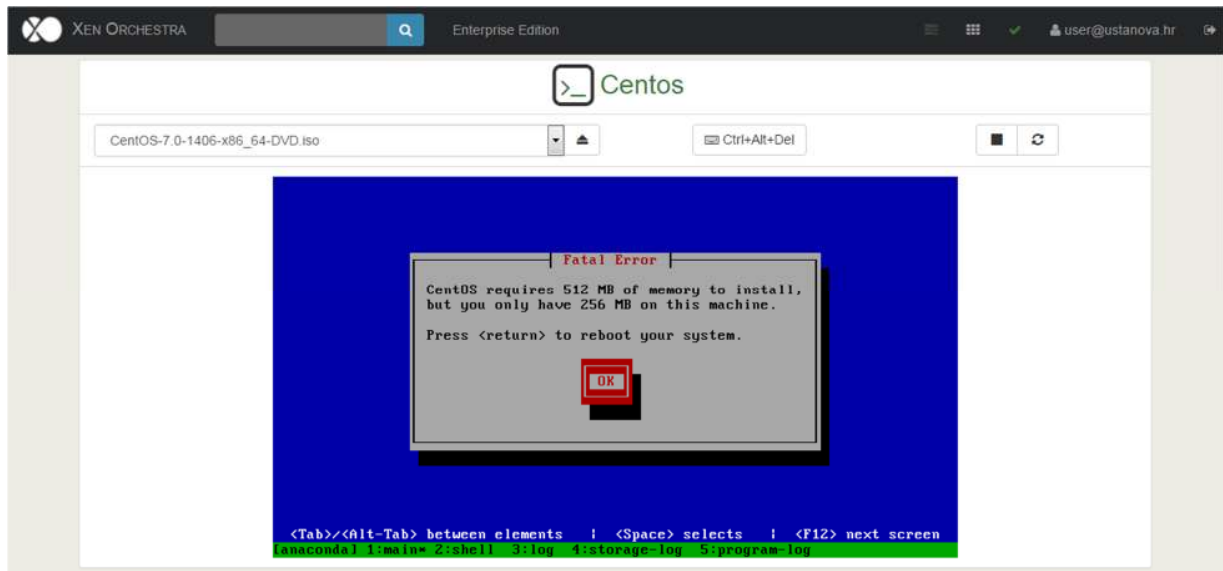 XEN ORCHESTRA
Enterprise Edition
user@ustanova.hr
>_ Centos
CentOS-7.0-1406-x86_64-DVD.iso
Ctrl+Alt+Del
Fatal Error
CentOS requires 512 MB of memory to install,
but you only have 256 MB on this machine.
Press <return> to reboot your system.
OK
<Tab>/<Alt-Tab> between elements | <Space> selects | <F12> next screen
[anaconda] 1:main* 2:shell 3:log 4:storage-log 5:program-log